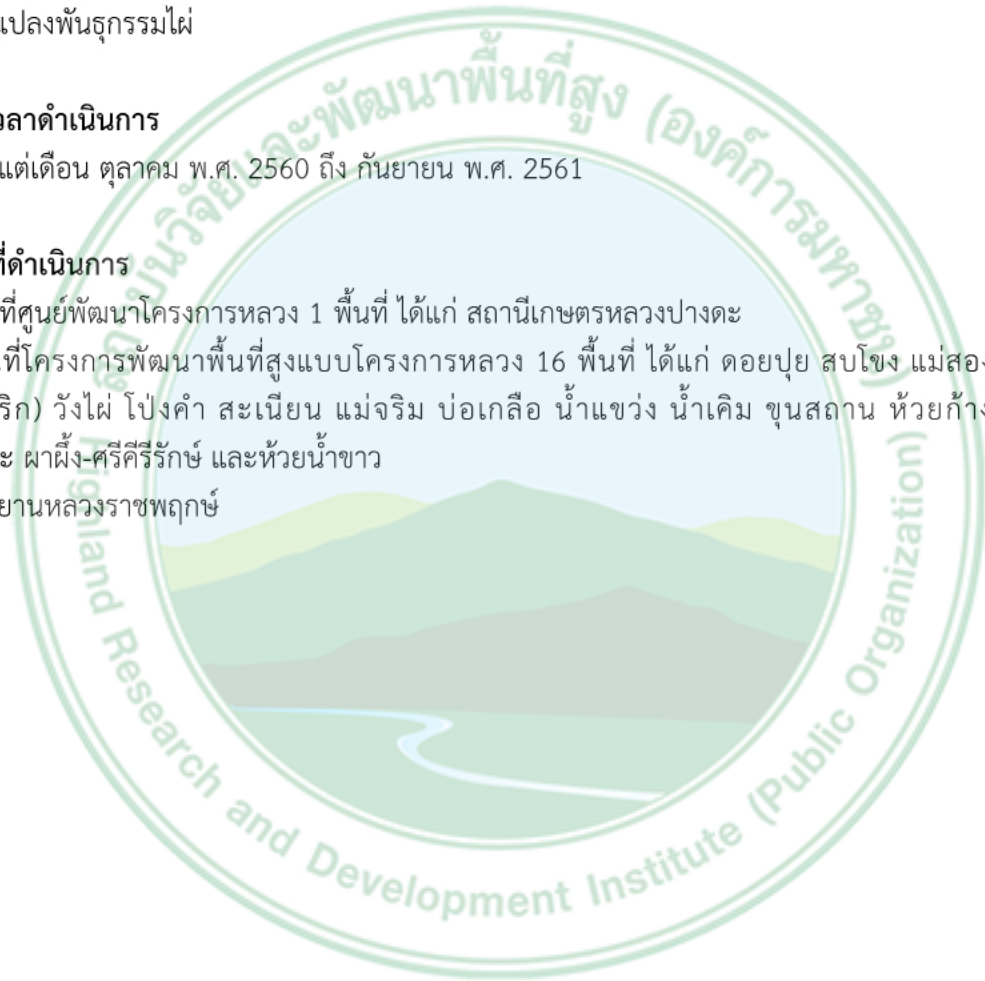 แปลงพันธุกรรมไผ่
วลาดำเนินการ
แต่เดือน ตุลาคม พ.ศ. 2560 ถึง กันยายน พ.ศ. 2561
ที่ดำเนินการ
ที่ศูนย์พัฒนาโครงการหลวง 1 พื้นที่ ได้แก่ สถานีเกษตรหลวงปางดะ
ที่โครงการพัฒนาพื้นที่สูงแบบโครงการหลวง 16 พื้นที่ ได้แก่ ดอยปุย สบโขง แม่สอง
ริก) วังไผ่ โป่งคำ สะเนียน แม่จริม บ่อเกลือ น้ำแขว่ง น้ำเคิม ขุนสถาน ห้วยก้าง
ะ ผาผึ้ง-ศรีคีรีรักษ์ และห้วยน้ำขาว
ยานหลวงราชพฤกษ์
สถาบันวิจัยและพัฒนาพื้นที่สูง (องค์การมหาชน)
Highland Research and Development Institute (Public Organization)